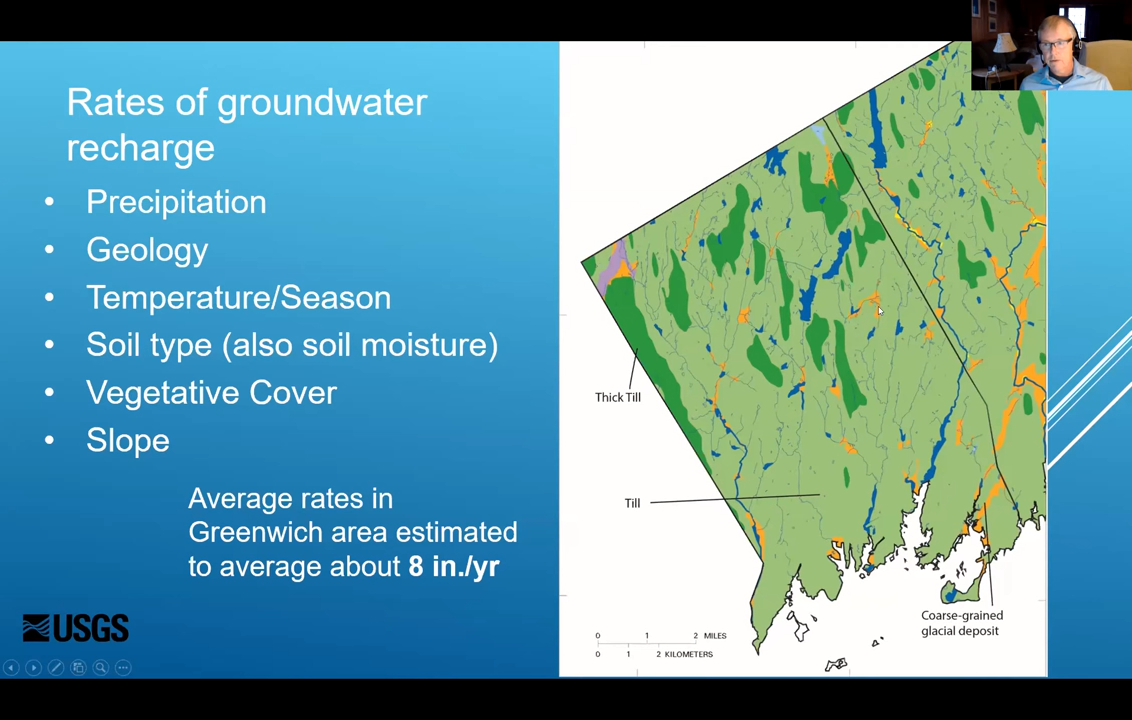 Rates of groundwater
recharge
• Precipitation
• Geology
• Temperature/Season
• Soil type (also soil moisture)
• Vegetative Cover
• Slope
Average rates in
Greenwich area estimated
to average about 8 in./yr
USGS
Thick Till
Till
Coarse-grained
glacial deposit
0 1 2 MILES
0 1 2 KILOMETERS